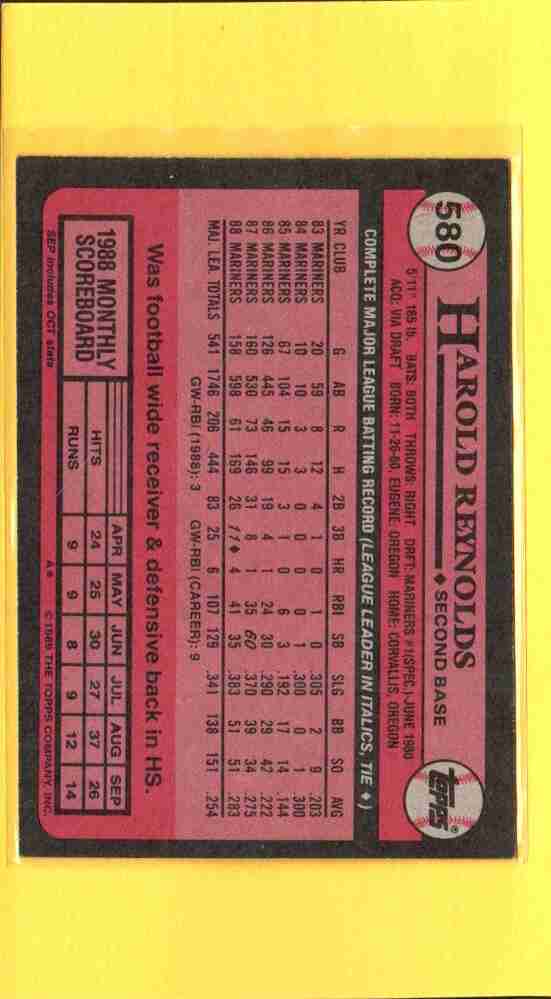 580
HAROLD REYNOLDS
♦ SECOND BASE
TOPPS®
5'11" 165 lb. BATS: BOTH THROWS: RIGHT DRFT: MARINERS #1(SPEC.)-JUNE 1980
ACQ: VIA DRAFT BORN: 11-26-60, EUGENE, OREGON HOME: CORVALLIS, OREGON
COMPLETE MAJOR LEAGUE BATTING RECORD (LEAGUE LEADER IN ITALICS, TIE ♦)
YR CLUB G AB R H 2B 3B HR RBI SB SLG BB SO AVG
83 MARINERS 20 59 8 12 4 1 0 1 0 .305 2 9 .203
84 MARINERS 10 10 3 3 0 0 0 0 1 .300 0 1 .300
85 MARINERS 67 104 15 15 3 1 0 6 3 .192 17 14 .144
86 MARINERS 126 445 46 99 19 4 1 24 30 .290 29 42 .222
87 MARINERS 160 530 73 146 31 8 1 35 60 .370 39 34 .275
88 MARINERS 158 598 61 169 26 11♦ 4 41 35 .383 51 51 .283
MAJ. LEA. TOTALS 541 1746 206 444 83 25 6 107 129 .341 138 151 .254
GW-RBI (1988): 3 GW-RBI (CAREER): 9
Was football wide receiver & defensive back in HS.
1988 MONTHLY SCOREBOARD
APR MAY JUN JUL AUG SEP
HITS 24 25 30 27 37 26
RUNS 9 9 8 9 12 14
SEP includes OCT stats
A* ©1989 THE TOPPS COMPANY, INC.